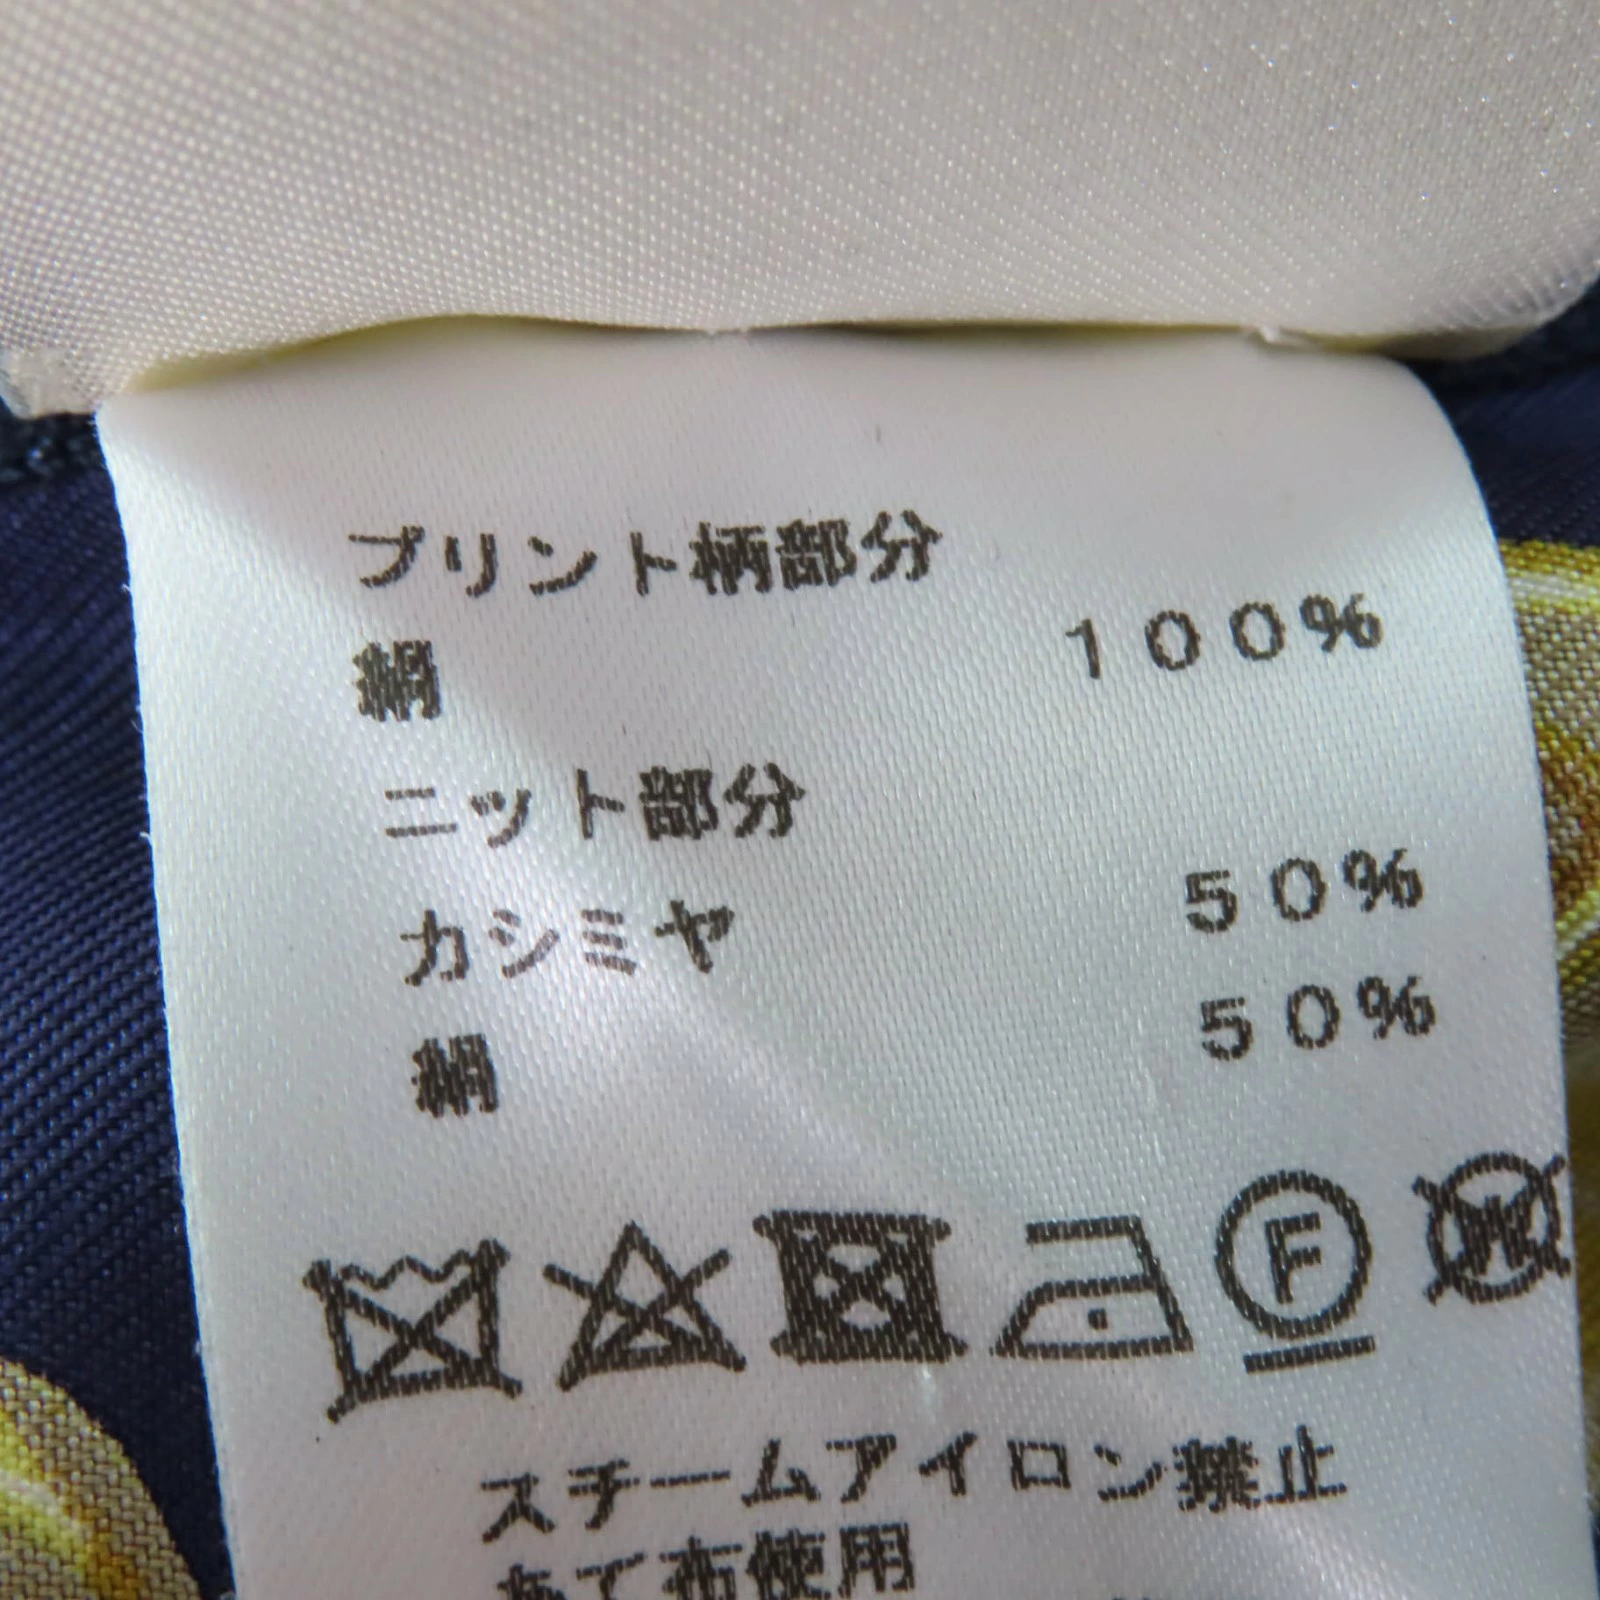 プリント柄部分
絹 100%
ニット部分
カシミヤ 50%
絹 50%
F W
スチームアイロン禁止
あて布使用